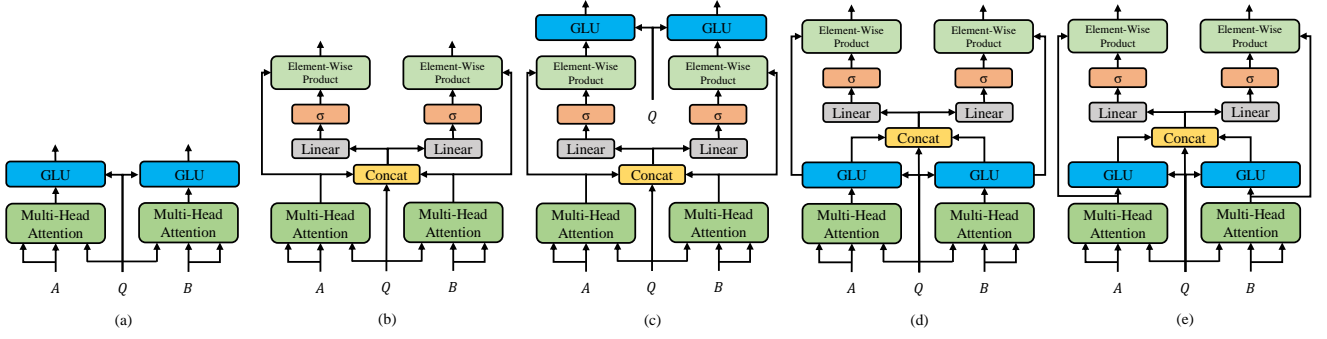 GLU
GLU
Multi-Head
Attention
Multi-Head
Attention
A
Q
B
(a)
Element-Wise
Product
Element-Wise
Product
σ
σ
Linear
Linear
Concat
Multi-Head
Attention
Multi-Head
Attention
A
Q
B
(b)
GLU
GLU
Element-Wise
Product
Element-Wise
Product
σ
Q
σ
Linear
Linear
Concat
Multi-Head
Attention
Multi-Head
Attention
A
Q
B
(c)
Element-Wise
Product
Element-Wise
Product
σ
σ
Linear
Linear
Concat
GLU
GLU
Multi-Head
Attention
Multi-Head
Attention
A
Q
B
(d)
Element-Wise
Product
Element-Wise
Product
σ
σ
Linear
Linear
Concat
GLU
GLU
Multi-Head
Attention
Multi-Head
Attention
A
Q
B
(e)